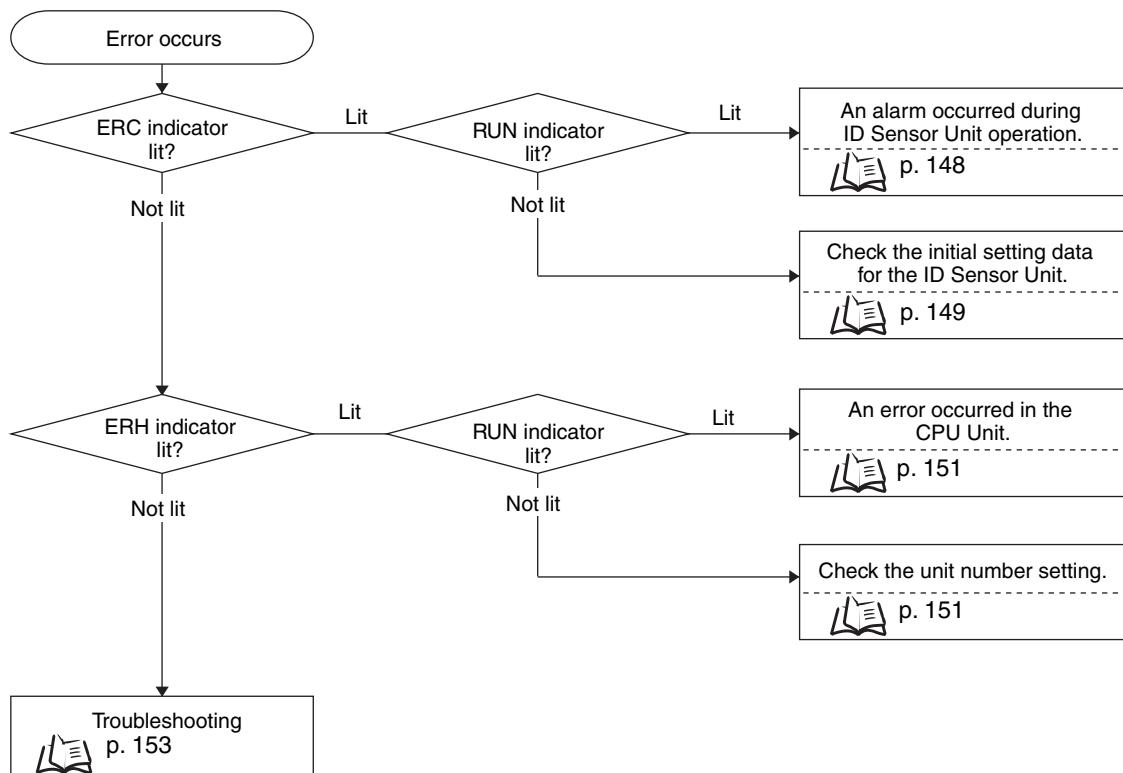 Error occurs
ERC indicator
lit?
Lit
RUN indicator
lit?
Lit
An alarm occurred during
ID Sensor Unit operation.
p. 148
Not lit
Not lit
Check the initial setting data
for the ID Sensor Unit.
p. 149
ERH indicator
lit?
Lit
RUN indicator
lit?
Lit
An error occurred in the
CPU Unit.
p. 151
Not lit
Not lit
Check the unit number setting.
p. 151
Troubleshooting
p. 153